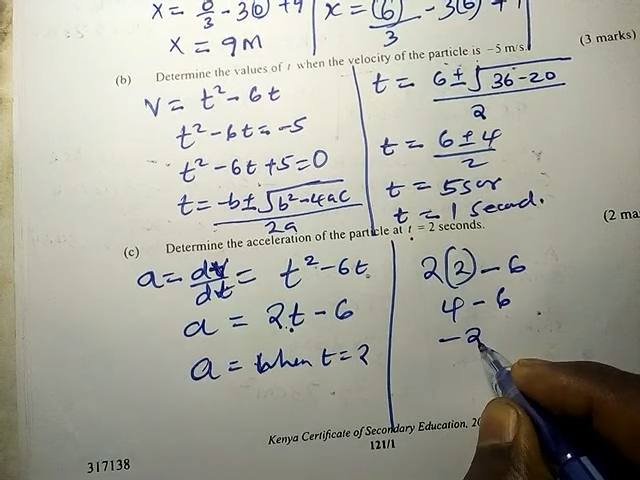 x = 0/3 - 3(0) + 9
x = (6)/3 - 3(6) +
x = 9m
(b) Determine the values of t when the velocity of the particle is -5 m/s. (3 marks)
v = t² - 6t
t² - 6t = -5
t² - 6t + 5 = 0
t = -b ± √b² - 4ac / 2a
t = 6 ± √36 - 20 / 2
t = 6 ± 4 / 2
t = 5s or
t = 1 second.
(c) Determine the acceleration of the particle at t = 2 seconds. (2 ma
a = dv/dt = t² - 6t
a = 2t - 6
a = when t = 2
2(2) - 6
4 - 6
-2
Kenya Certificate of Secondary Education, 20
121/1
317138